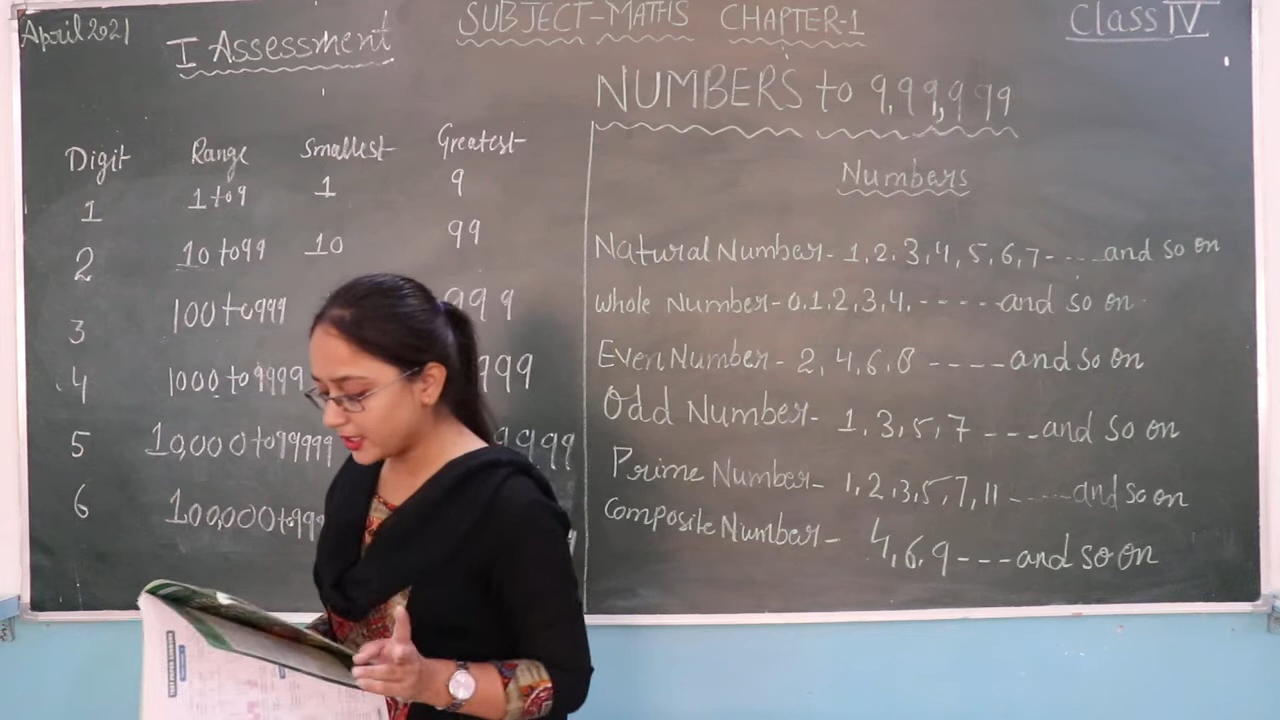 April 2021
I Assessment
SUBJECT-MATHS CHAPTER-1
Class IV
Digit Range Smallest Greatest
1 1 to 9 1 9
2 10 to 99 10 99
3 100 to 999 999
4 1000 to 9999 999
5 10,000 to 99999 9999
6 100,000 to 999
NUMBERS to 9,99,999
Numbers
Natural Number - 1, 2, 3, 4, 5, 6, 7 - . . . . and so on
Whole Number - 0, 1, 2, 3, 4, - - - - - and so on
Even Number - 2, 4, 6, 8 - - - - and so on
Odd Number - 1, 3, 5, 7 - - - and so on
Prime Number - 1, 2, 3, 5, 7, 11 - - - - and so on
Composite Number - 4, 6, 9 - - - and so on